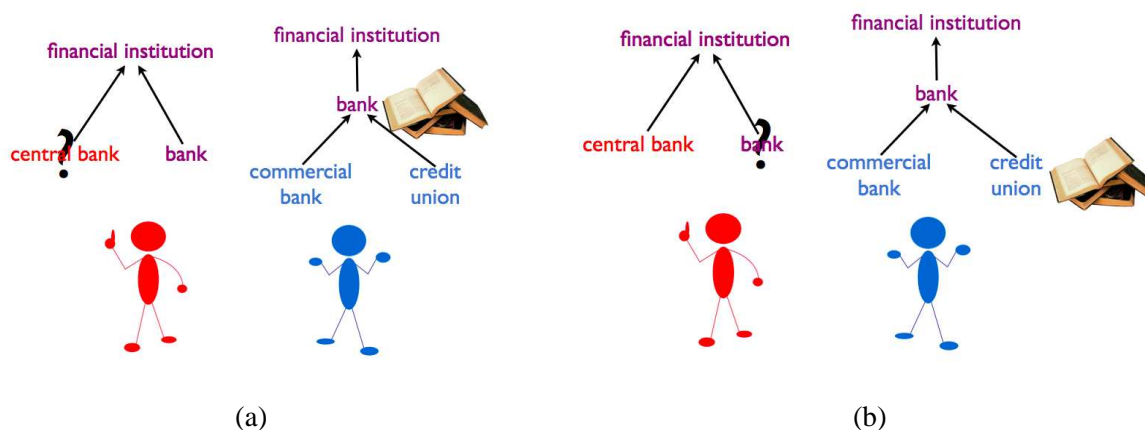 financial institution
?
central bank
bank
financial institution
bank
commercial
bank
credit
union
(a)
financial institution
central bank
?
bank
financial institution
bank
commercial
bank
credit
union
(b)